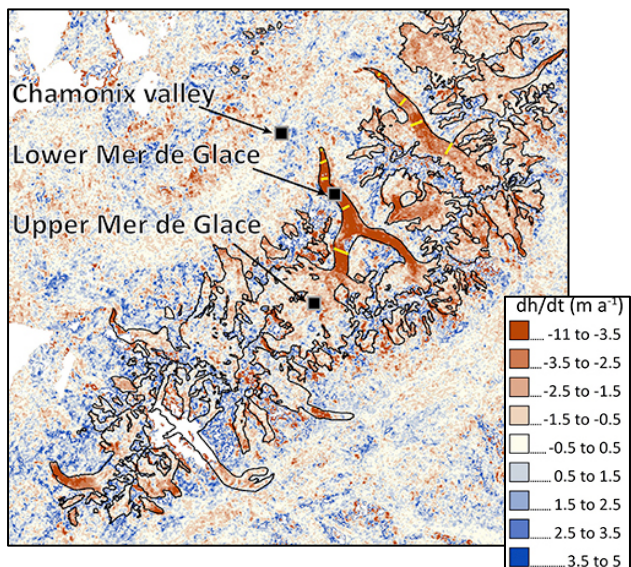 Chamonix valley
Lower Mer de Glace
Upper Mer de Glace
dh/dt (m a⁻¹)
-11 to -3.5
-3.5 to -2.5
-2.5 to -1.5
-1.5 to -0.5
-0.5 to 0.5
0.5 to 1.5
1.5 to 2.5
2.5 to 3.5
3.5 to 5